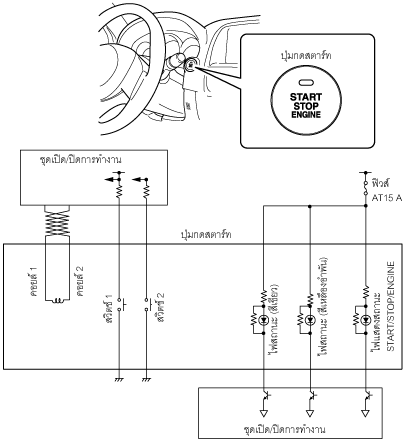 ปุ่มกดสตาร์ท
START
STOP
ENGINE
ชุดเปิด/ปิดการทำงาน
ฟิวส์
AT15 A
ปุ่มกดสตาร์ท
คอยล์ 1
คอยล์ 2
สวิตช์ 1
สวิตช์ 2
ไฟสถานะ (สีเขียว)
ไฟสถานะ (สีเหลืองอำพัน)
ไฟแสดงสถานะ
START/STOP/ENGINE
ชุดเปิด/ปิดการทำงาน